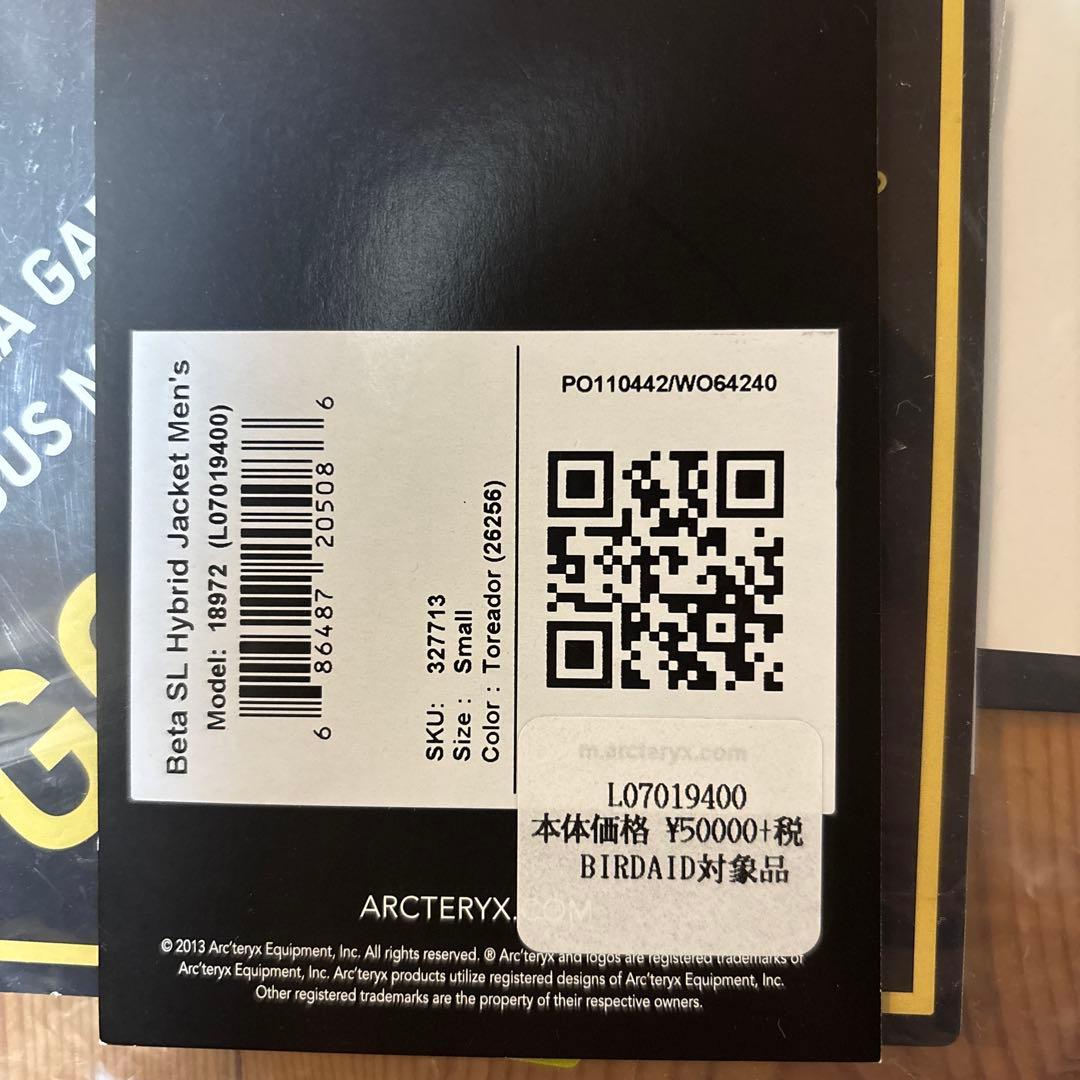 Beta SL Hybrid Jacket Men's
Model: 18972 (L07019400)
6 86487 20508 6
SKU: 327713
Size : Small
Color : Toreador (26256)
PO110442/WO64240
m.arcteryx.com
L07019400
本体価格 ¥50000+税
BIRDAID対象品
ARCTERYX.COM
© 2013 Arc'teryx Equipment, Inc. All rights reserved. ® Arc'teryx and logos are registered trademarks of
Arc'teryx Equipment, Inc. Arc'teryx products utilize registered designs of Arc'teryx Equipment, Inc.
Other registered trademarks are the property of their respective owners.